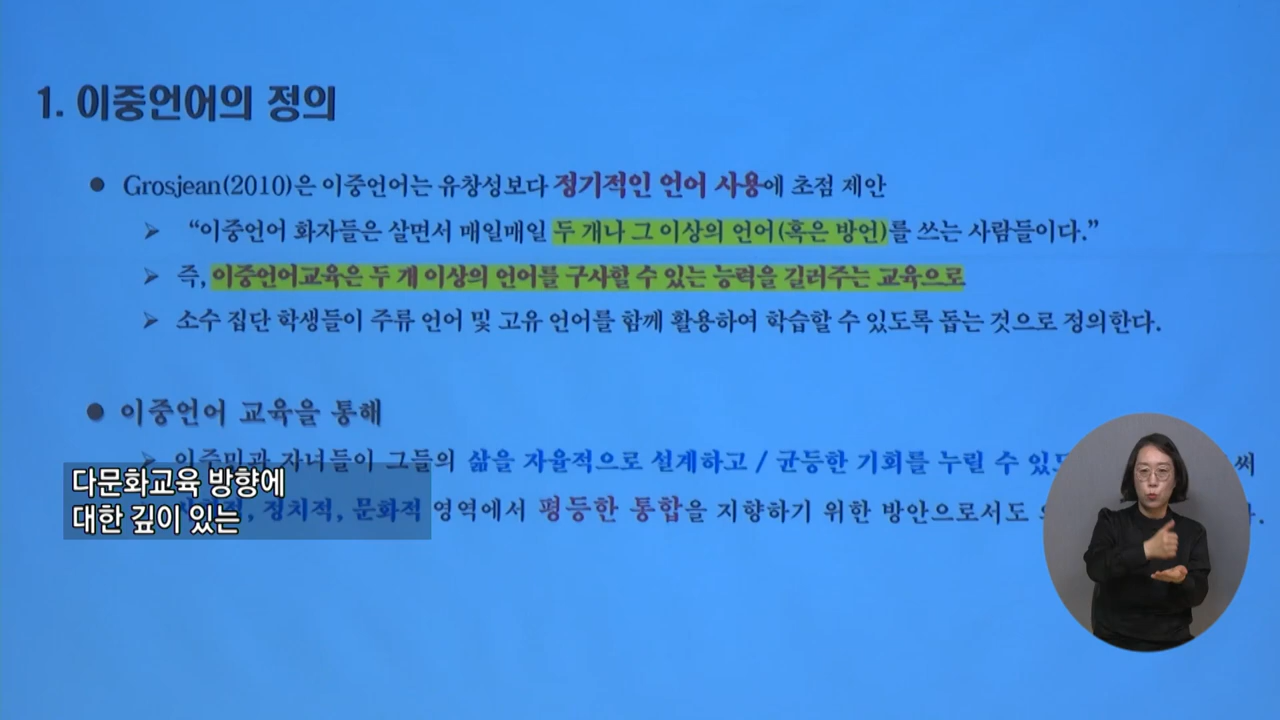 1. 이중언어의 정의
● Grosjean(2010)은 이중언어는 유창성보다 정기적인 언어 사용에 초점 제안
➢ “이중언어 화자들은 살면서 매일매일 두 개나 그 이상의 언어(혹은 방언)를 쓰는 사람들이다.”
➢ 즉, 이중언어교육은 두 개 이상의 언어를 구사할 수 있는 능력을 길러주는 교육으로
➢ 소수 집단 학생들이 주류 언어 및 고유 언어를 함께 활용하여 학습할 수 있도록 돕는 것으로 정의한다.
● 이중언어 교육을 통해
➢ 이주민과 자녀들이 그들의 삶을 자율적으로 설계하고 / 균등한 기회를 누릴 수
정치적, 문화적 영역에서 평등한 통합을 지향하기 위한 방안으로서도
다문화교육 방향에
대한 깊이 있는